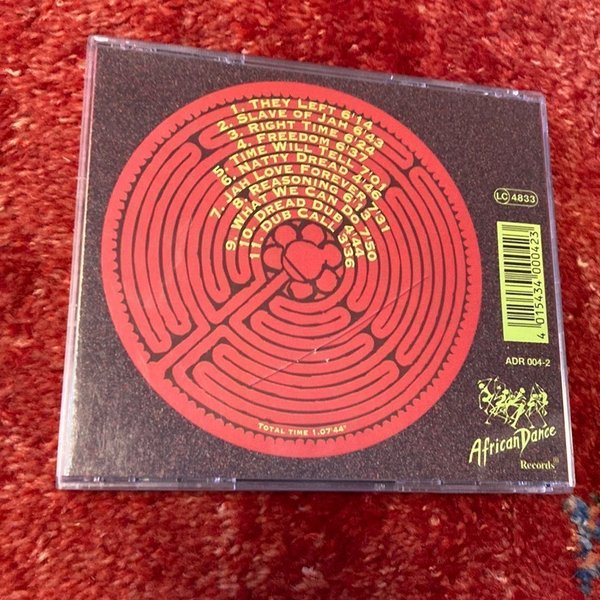 1. They Left 6'14
2. Slave of Jah 6'43
3. Right Time 6'24
4. Freedom 6'37
5. Time Will Tell 7'01
6. Natty Dread
7. Jah Love Forever 7'31
8. Reasoning 6'13
9. What We Can Do 7'50
10. Dread Dub 4'44
11. Dub Call 3'36
Total time 1.07'44"
LC 4833
4 015434 000423
ADR 004-2
AfricanDance
Records®